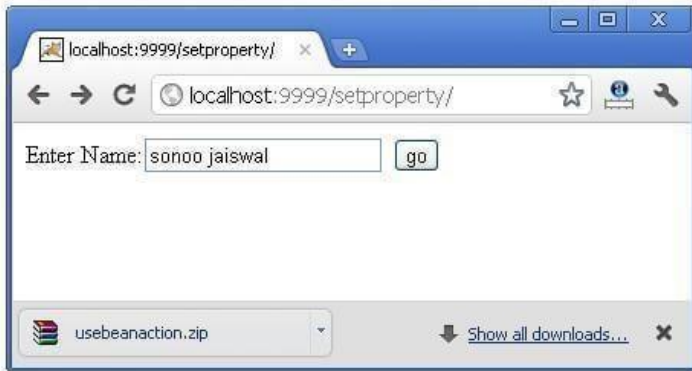 localhost:9999/setproperty/
localhost:9999/setproperty/
Enter Name: sonoo jaiswal go
usebeanaction.zip
Show all downloads...